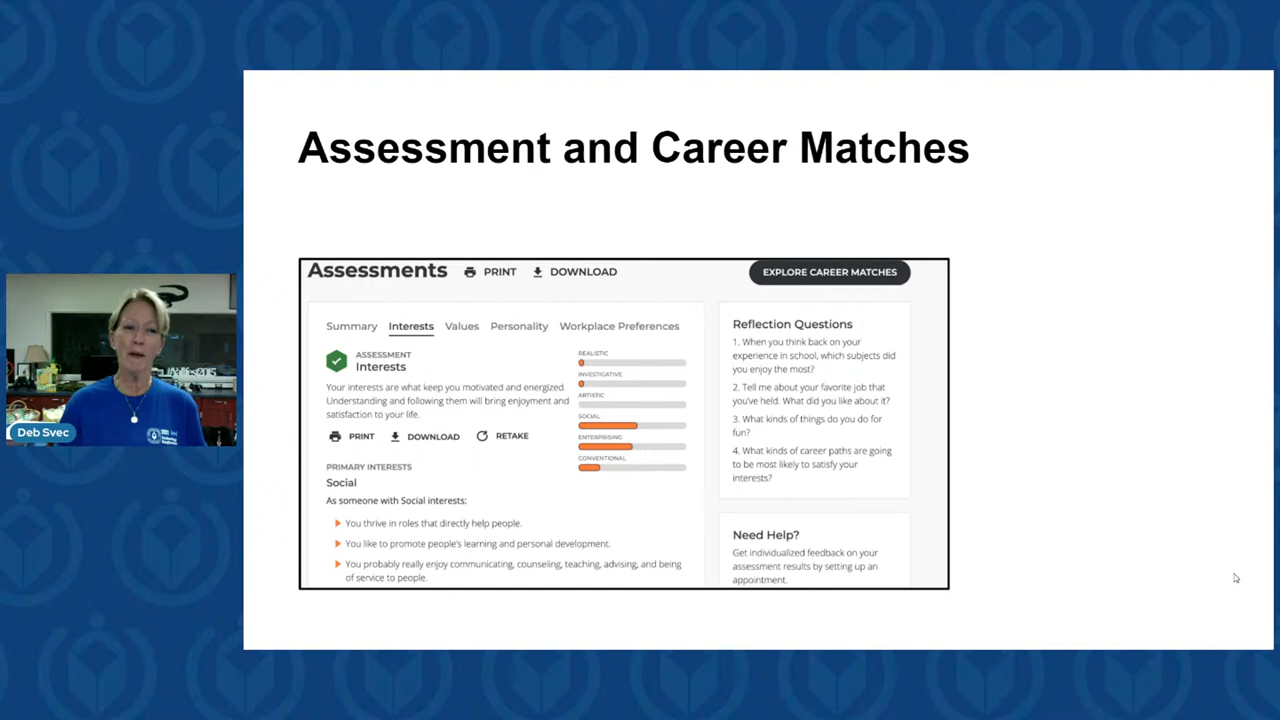 Assessment and Career Matches
Assessments
PRINT
DOWNLOAD
EXPLORE CAREER MATCHES
Summary
Interests
Values
Personality
Workplace Preferences
ASSESSMENT
Interests
Your interests are what keep you motivated and energized.
Understanding and following them will bring enjoyment and
satisfaction to your life.
PRINT
DOWNLOAD
RETAKE
REALISTIC
INVESTIGATIVE
ARTISTIC
SOCIAL
ENTERPRISING
CONVENTIONAL
PRIMARY INTERESTS
Social
As someone with Social interests:
You thrive in roles that directly help people.
You like to promote people's learning and personal development.
You probably really enjoy communicating, counseling, teaching, advising, and being
of service to people.
Reflection Questions
1. When you think back on your
experience in school, which subjects did
you enjoy the most?
2. Tell me about your favorite job that
you've held. What did you like about it?
3. What kinds of things do you do for
fun?
4. What kinds of career paths are going
to be most likely to satisfy your
interests?
Need Help?
Get individualized feedback on your
assessment results by setting up an
appointment.
Deb Svec